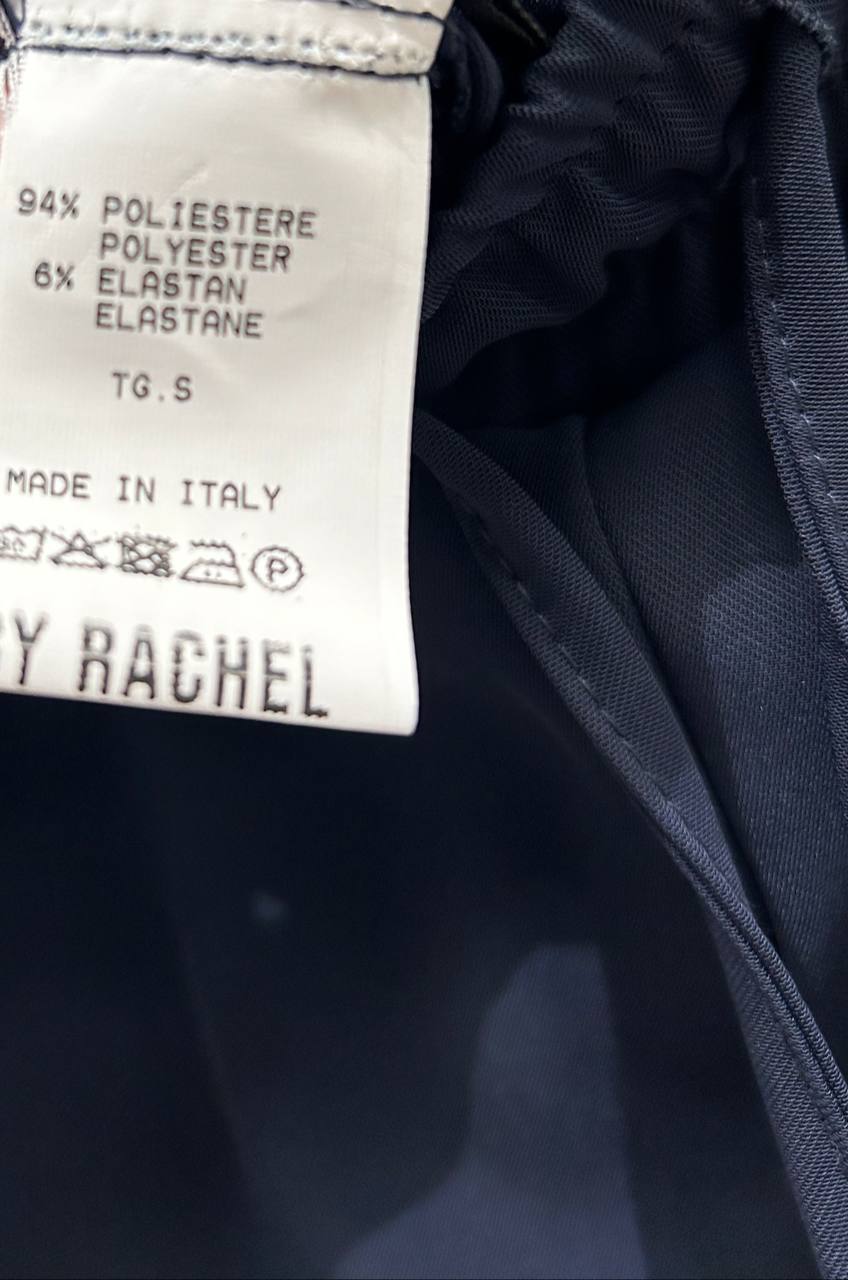 94% POLIESTERE
POLYESTER
6% ELASTAN
ELASTANE
TG.S
MADE IN ITALY
P
RACHEL